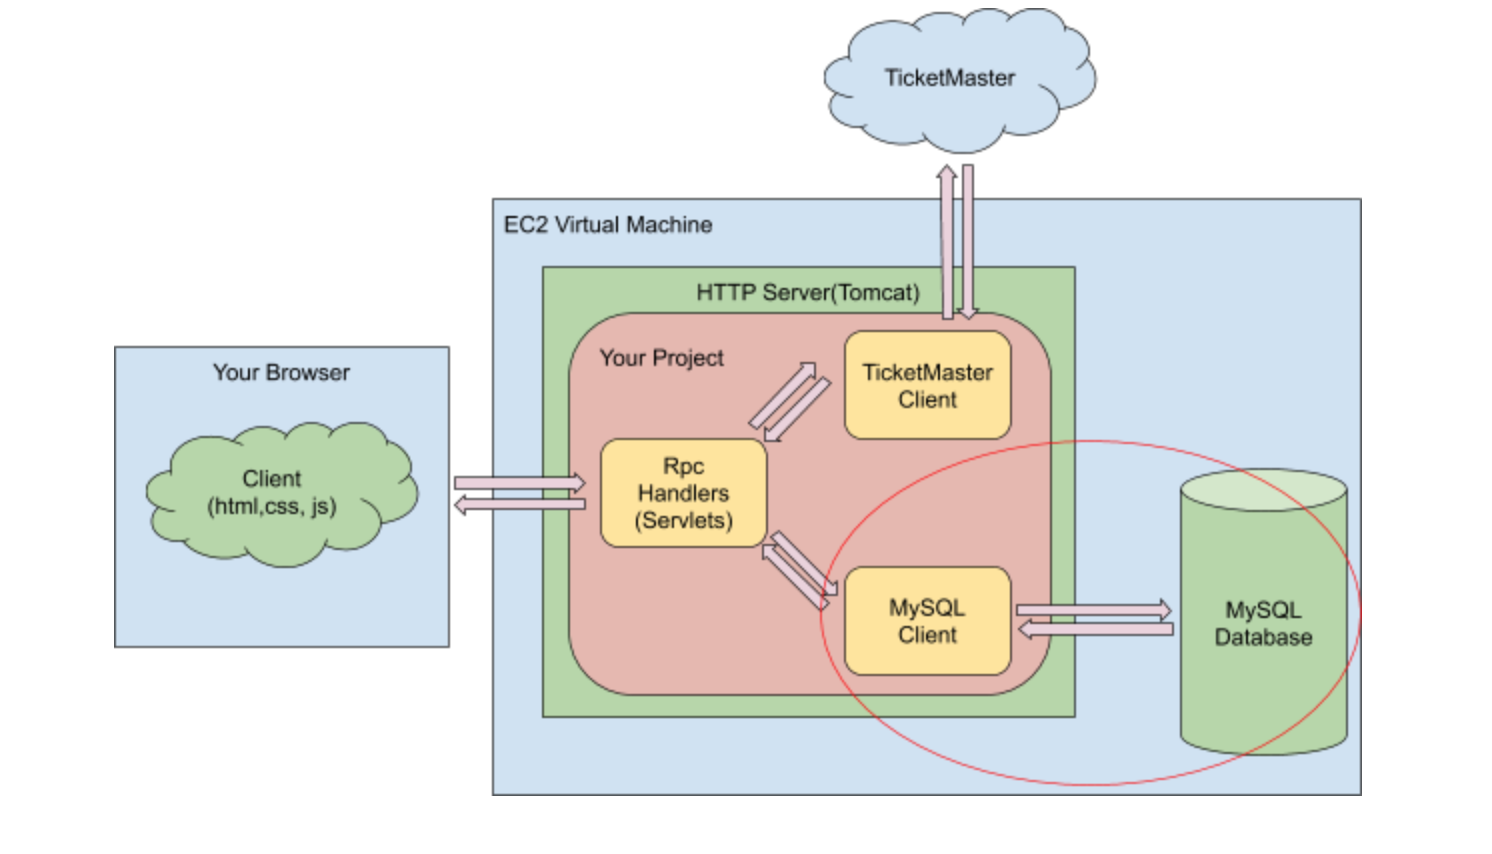 TicketMaster
EC2 Virtual Machine
HTTP Server(Tomcat)
Your Project
TicketMaster
Client
Your Browser
Client
(html,css, js)
Rpc
Handlers
(Servlets)
MySQL
Client
MySQL
Database